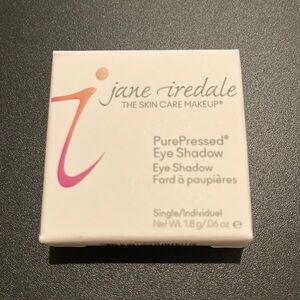 jane iredale
THE SKIN CARE MAKEUP®
PurePressed®
Eye Shadow
Eye Shadow
Fard à paupières
Single/Individuel
Net Wt. 1.8 g/.06 oz ℮